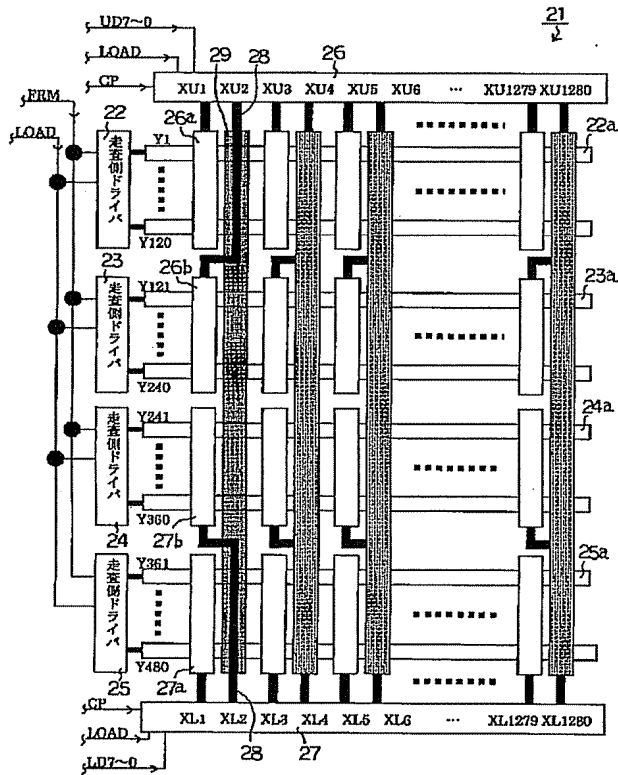 21
UD7~0
LOAD
CP
FRM
LOAD
29
28
26
XU1 XU2 XU3 XU4 XU5 XU6 ... XU1279 XU1280
22
26a
22a
走査側ドライバ
Y1
Y120
23
26b
23a
走査側ドライバ
Y121
Y240
24a
走査側ドライバ
Y241
Y360
24
27b
25a
走査側ドライバ
Y361
Y480
25
27a
CP
LOAD
LD7~0
XL1 XL2 XL3 XL4 XL5 XL6 ... XL1279 XL1280
28
27